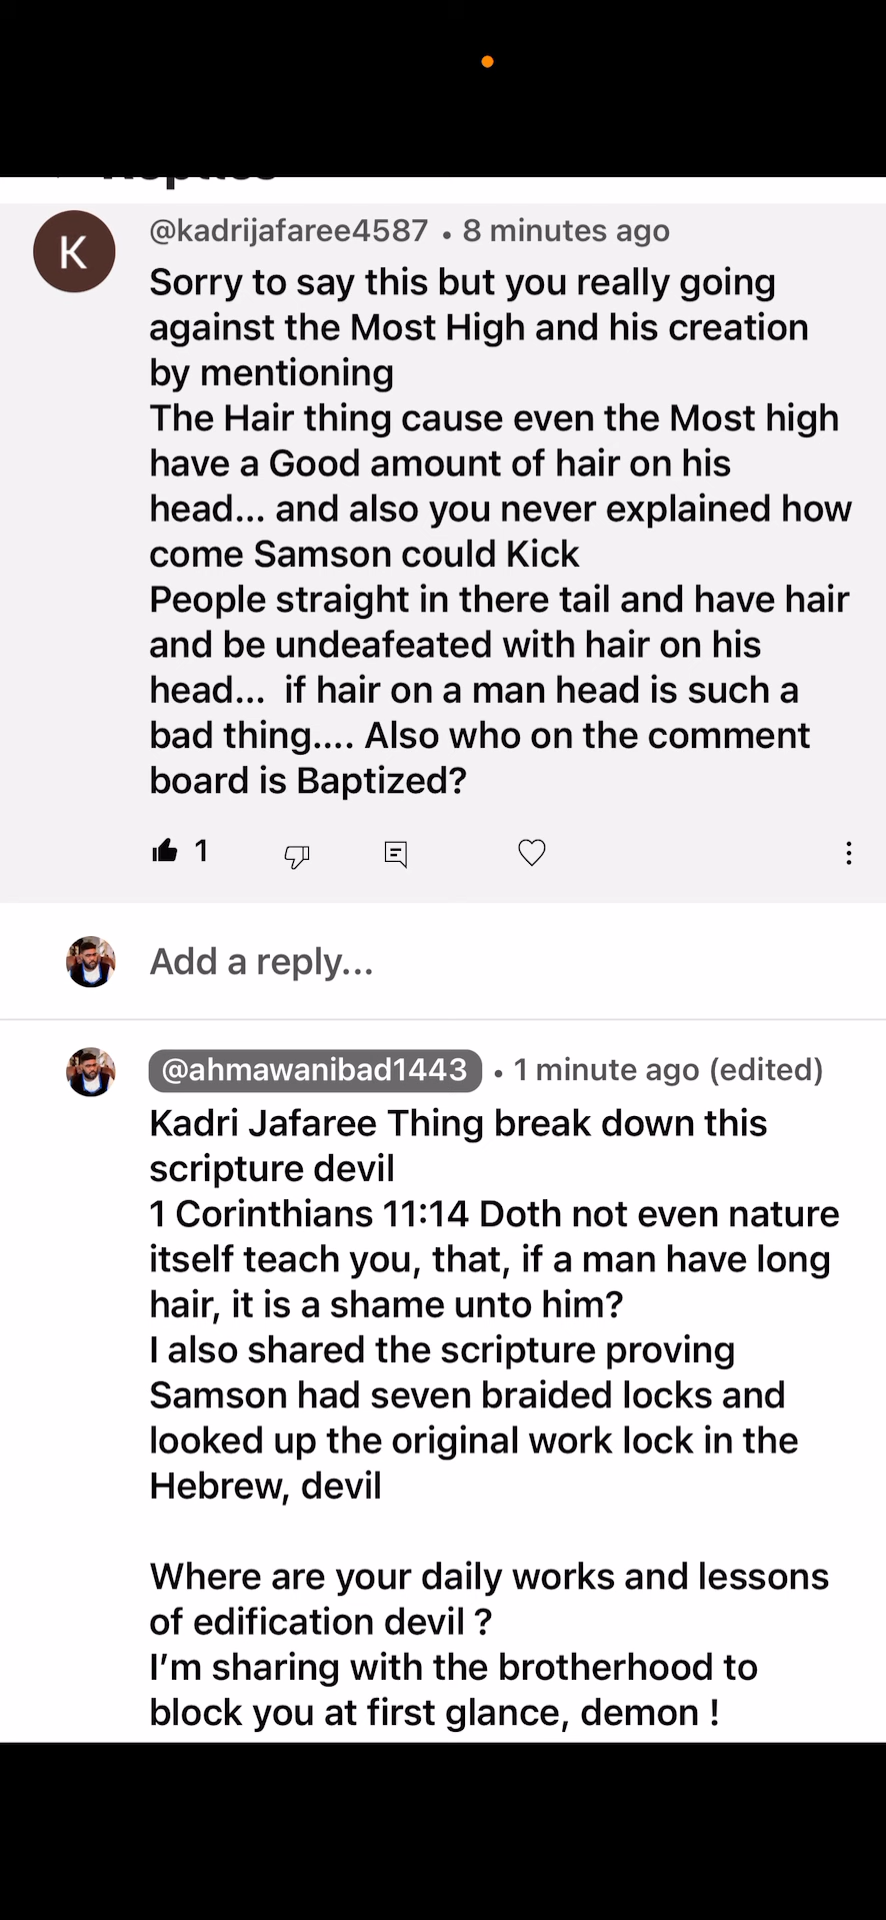 Replies
K
@kadrijafaree4587 • 8 minutes ago
Sorry to say this but you really going
against the Most High and his creation
by mentioning
The Hair thing cause even the Most high
have a Good amount of hair on his
head... and also you never explained how
come Samson could Kick
People straight in there tail and have hair
and be undeafeated with hair on his
head...  if hair on a man head is such a
bad thing.... Also who on the comment
board is Baptized?
1
Add a reply...
@ahmawanibad1443 • 1 minute ago (edited)
Kadri Jafaree Thing break down this
scripture devil
1 Corinthians 11:14 Doth not even nature
itself teach you, that, if a man have long
hair, it is a shame unto him?
I also shared the scripture proving
Samson had seven braided locks and
looked up the original work lock in the
Hebrew, devil
Where are your daily works and lessons
of edification devil ?
I'm sharing with the brotherhood to
block you at first glance, demon !